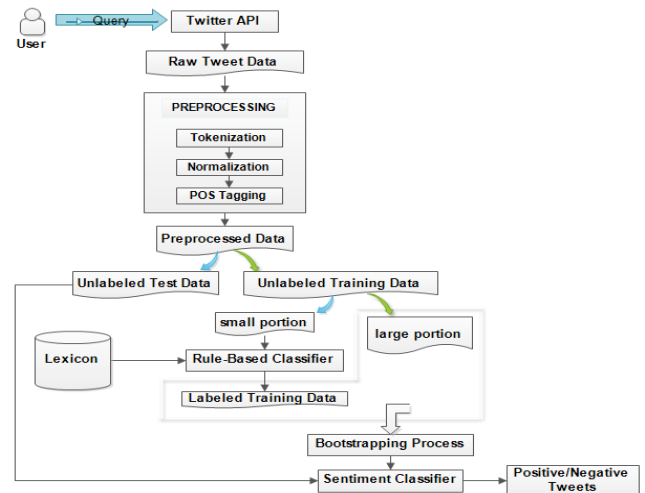 Query
User
Twitter API
Raw Tweet Data
PREPROCESSING
Tokenization
Normalization
POS Tagging
Preprocessed Data
Unlabeled Test Data
Unlabeled Training Data
small portion
large portion
Lexicon
Rule-Based Classifier
Labeled Training Data
Bootstrapping Process
Sentiment Classifier
Positive/Negative
Tweets